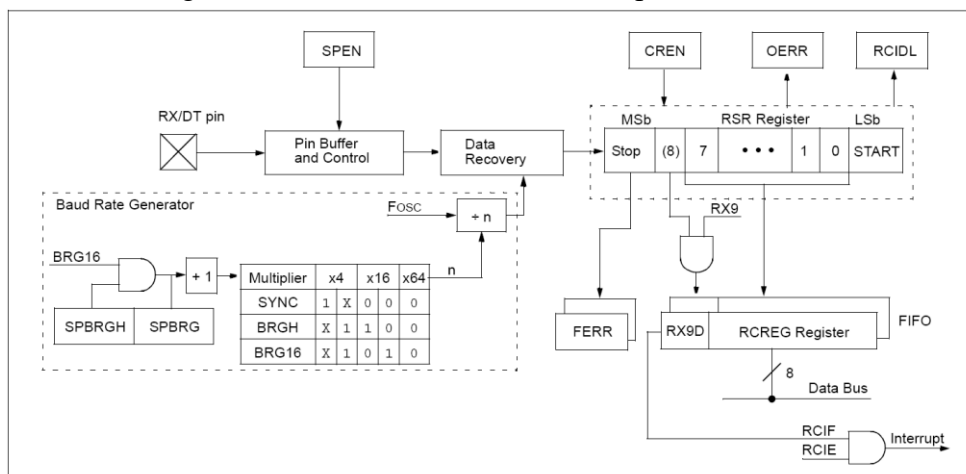 SPEN
CREN
OERR
RCIDL
RX/DT pin
MSb
RSR Register
LSb
Pin Buffer
and Control
Data
Recovery
Stop (8) 7 • • • 1 0 START
Baud Rate Generator
FOSC
÷ n
RX9
BRG16
+ 1
n
Multiplier x4 x16 x64
SYNC 1 X 0 0 0
BRGH X 1 1 0 0
BRG16 X 1 0 1 0
SPBRGH SPBRG
FERR
RX9D RCREG Register
FIFO
8
Data Bus
RCIF
RCIE
Interrupt